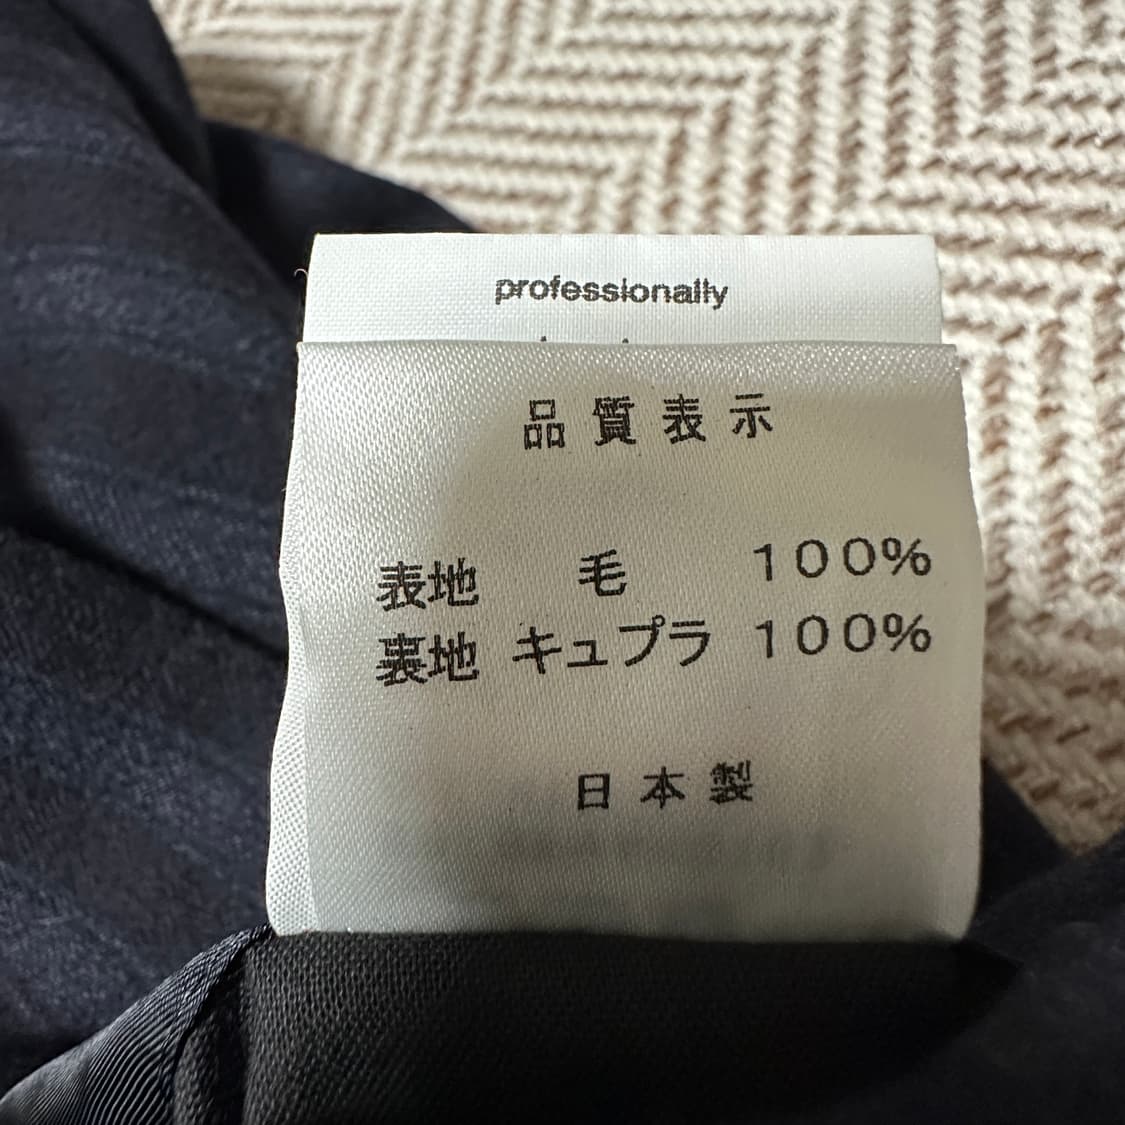 professionally
品質表示
表地 毛 100%
裏地 キュプラ 100%
日本製